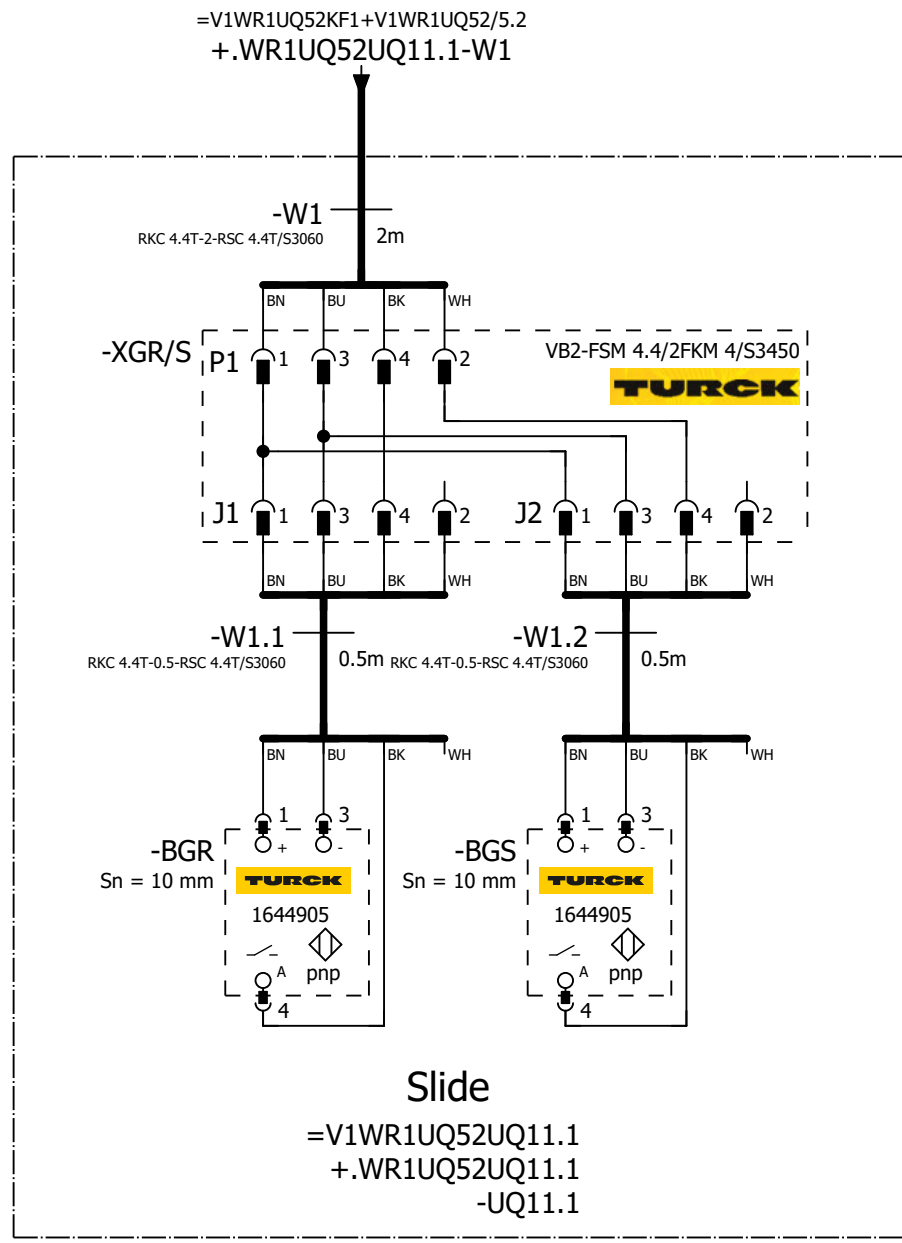 =V1WR1UQ52KF1+V1WR1UQ52/5.2
+.WR1UQ52UQ11.1-W1
-W1
RKC 4.4T-2-RSC 4.4T/S3060
2m
BN BU BK WH
-XGR/S
P1 1 3 4 2
VB2-FSM 4.4/2FKM 4/S3450
TURCK
J1 1 3 4 2
J2 1 3 4 2
BN BU BK WH
BN BU BK WH
-W1.1
RKC 4.4T-0.5-RSC 4.4T/S3060
0.5m
-W1.2
RKC 4.4T-0.5-RSC 4.4T/S3060
0.5m
BN BU BK WH
BN BU BK WH
1 3
+ -
-BGR
Sn = 10 mm
TURCK
1644905
A
pnp
4
1 3
+ -
-BGS
Sn = 10 mm
TURCK
1644905
A
pnp
4
Slide
=V1WR1UQ52UQ11.1
+.WR1UQ52UQ11.1
-UQ11.1